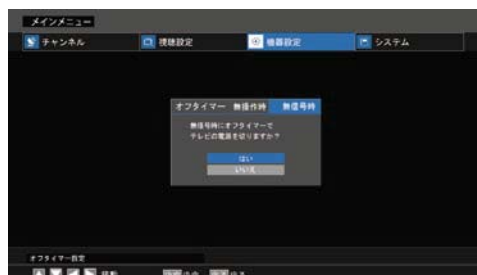 メインメニュー
チャンネル
視聴設定
機器設定
システム
オフタイマー 無操作時 無信号時
無信号時にオフタイマーで
テレビの電源を切りますか？
はい
いいえ
オフタイマー設定
移動